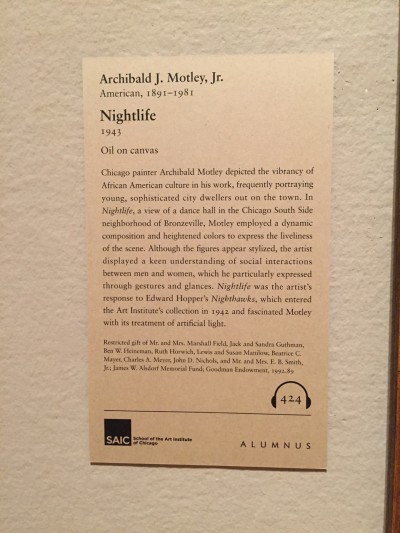 Archibald J. Motley, Jr.
American, 1891–1981
Nightlife
1943
Oil on canvas
Chicago painter Archibald Motley depicted the vibrancy of
African American culture in his work, frequently portraying
young, sophisticated city dwellers out on the town. In
Nightlife, a view of a dance hall in the Chicago South Side
neighborhood of Bronzeville, Motley employed a dynamic
composition and heightened colors to express the liveliness
of the scene. Although the figures appear stylized, the artist
displayed a keen understanding of social interactions
between men and women, which he particularly expressed
through gestures and glances. Nightlife was the artist's
response to Edward Hopper's Nighthawks, which entered
the Art Institute's collection in 1942 and fascinated Motley
with its treatment of artificial light.
Restricted gift of Mr. and Mrs. Marshall Field, Jack and Sandra Guthman,
Ben W. Heineman, Ruth Horwich, Lewis and Susan Manilow, Beatrice C.
Mayer, Charles A. Meyer, John D. Nichols, and Mr. and Mrs. E. B. Smith,
Jr.; James W. Alsdorf Memorial Fund; Goodman Endowment, 1992.89
424
SAIC School of the Art Institute
of Chicago
ALUMNUS